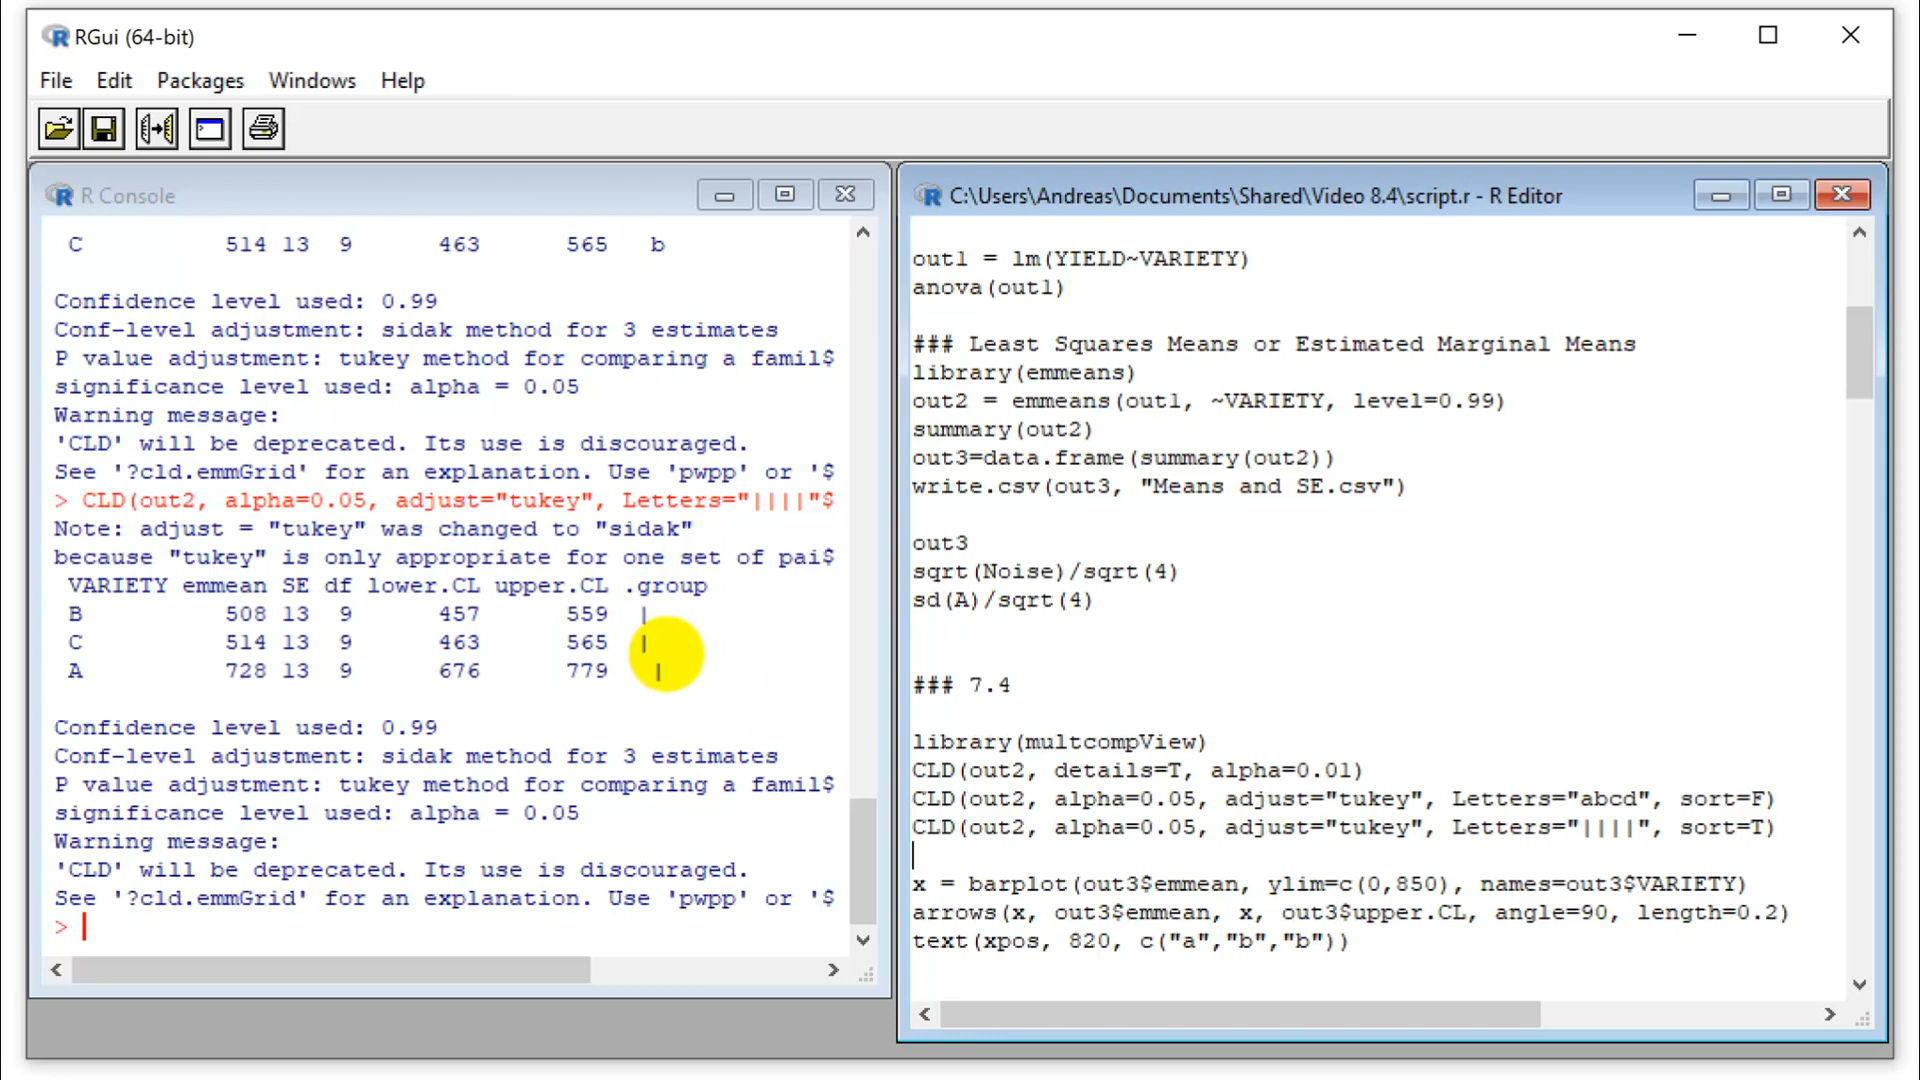 RGui (64-bit)
File Edit Packages Windows Help
R Console
C 514 13 9 463 565 b
Confidence level used: 0.99
Conf-level adjustment: sidak method for 3 estimates
P value adjustment: tukey method for comparing a famil$
significance level used: alpha = 0.05
Warning message:
'CLD' will be deprecated. Its use is discouraged.
See '?cld.emmGrid' for an explanation. Use 'pwpp' or '$
> CLD(out2, alpha=0.05, adjust="tukey", Letters="||||"$
Note: adjust = "tukey" was changed to "sidak"
because "tukey" is only appropriate for one set of pai$
VARIETY emmean SE df lower.CL upper.CL .group
B 508 13 9 457 559 |
C 514 13 9 463 565 |
A 728 13 9 676 779 |
Confidence level used: 0.99
Conf-level adjustment: sidak method for 3 estimates
P value adjustment: tukey method for comparing a famil$
significance level used: alpha = 0.05
Warning message:
'CLD' will be deprecated. Its use is discouraged.
See '?cld.emmGrid' for an explanation. Use 'pwpp' or '$
>
C:\Users\Andreas\Documents\Shared\Video 8.4\script.r - R Editor
out1 = lm(YIELD~VARIETY)
anova(out1)
### Least Squares Means or Estimated Marginal Means
library(emmeans)
out2 = emmeans(out1, ~VARIETY, level=0.99)
summary(out2)
out3=data.frame(summary(out2))
write.csv(out3, "Means and SE.csv")
out3
sqrt(Noise)/sqrt(4)
sd(A)/sqrt(4)
### 7.4
library(multcompView)
CLD(out2, details=T, alpha=0.01)
CLD(out2, alpha=0.05, adjust="tukey", Letters="abcd", sort=F)
CLD(out2, alpha=0.05, adjust="tukey", Letters="||||", sort=T)
x = barplot(out3$emmean, ylim=c(0,850), names=out3$VARIETY)
arrows(x, out3$emmean, x, out3$upper.CL, angle=90, length=0.2)
text(xpos, 820, c("a","b","b"))